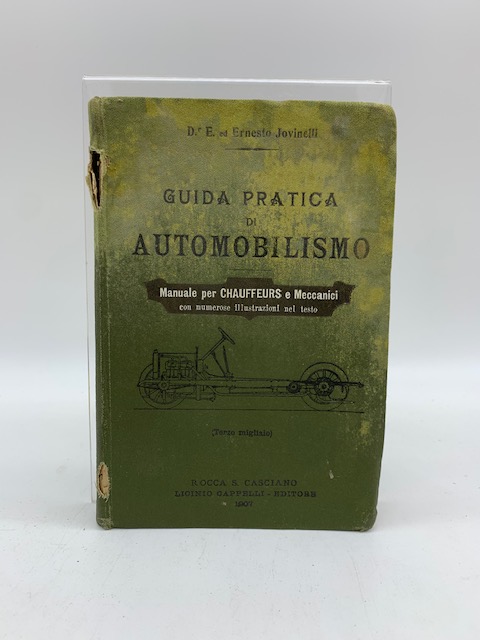 D.r E. ed Ernesto Jovinelli
GUIDA PRATICA
DI
AUTOMOBILISMO
Manuale per CHAUFFEURS e Meccanici
con numerose illustrazioni nel testo
(Terzo migliaio)
ROCCA S. CASCIANO
LICINIO CAPPELLI - EDITORE
1907